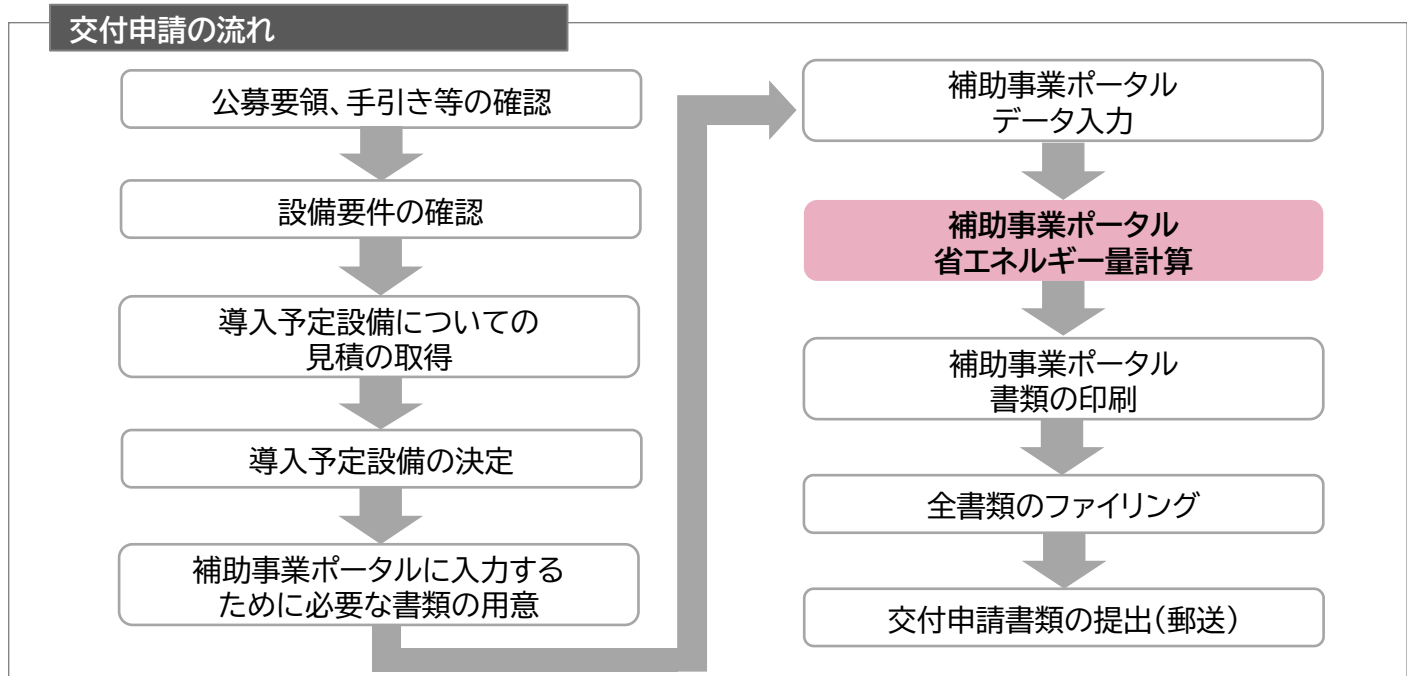 交付申請の流れ
公募要領、手引き等の確認
設備要件の確認
導入予定設備についての
見積の取得
導入予定設備の決定
補助事業ポータルに入力する
ために必要な書類の用意
補助事業ポータル
データ入力
補助事業ポータル
省エネルギー量計算
補助事業ポータル
書類の印刷
全書類のファイリング
交付申請書類の提出(郵送)